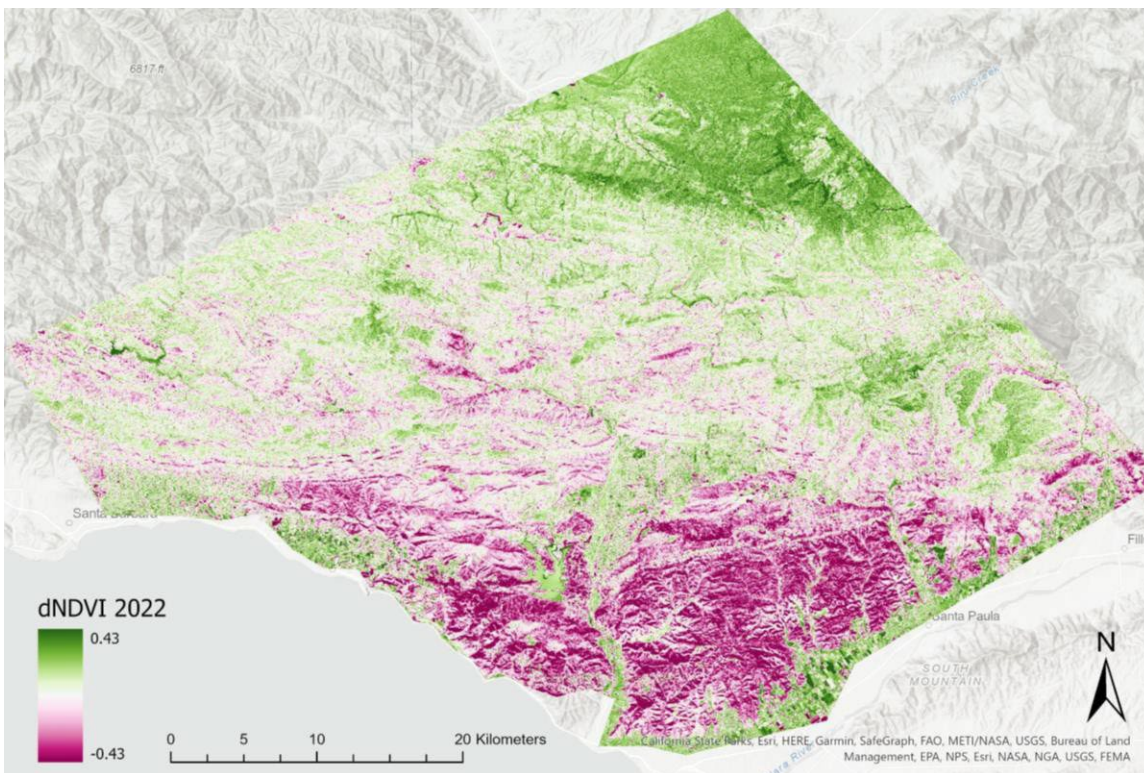 6817 ft
Santa
Fill
Santa Paula
SOUTH
MOUNTAIN
dNDVI 2022
0.43
-0.43
0 5 10 20 Kilometers
N
California State Parks, Esri, HERE, Garmin, SafeGraph, FAO, METI/NASA, USGS, Bureau of Land
Management, EPA, NPS, Esri, NASA, NGA, USGS, FEMA